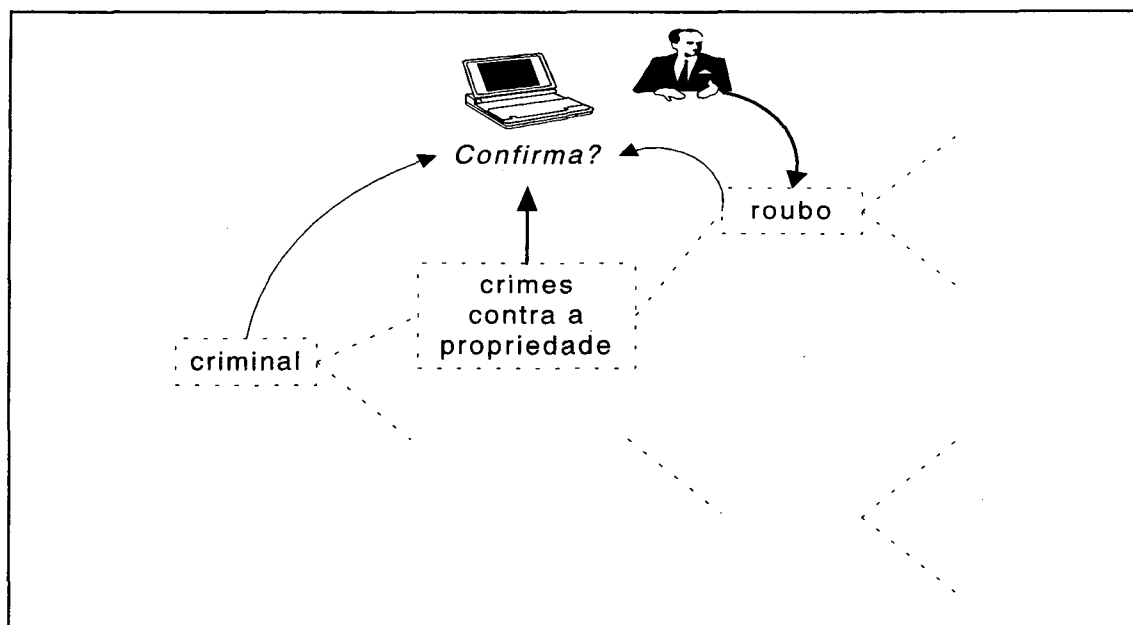 Confirma?
roubo
crimes
contra a
propriedade
criminal